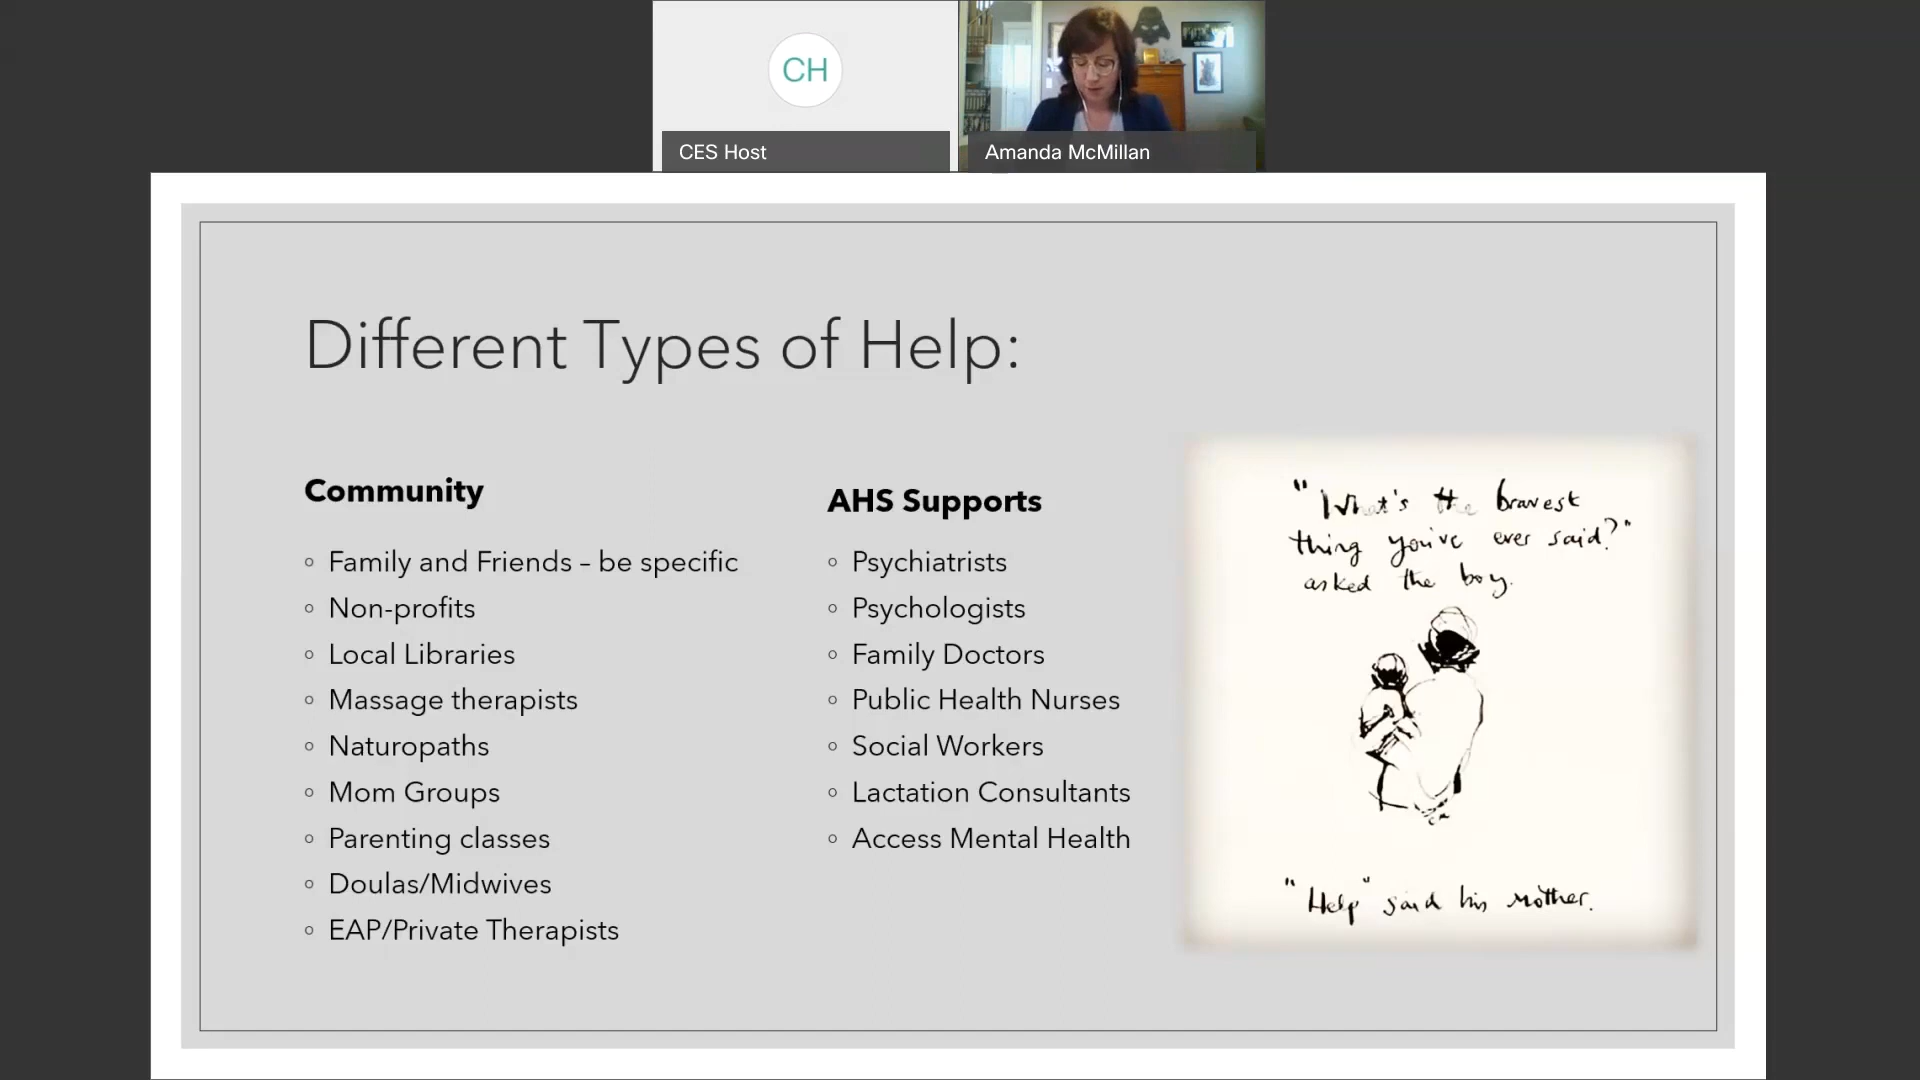 CH
CES Host
Amanda McMillan
Different Types of Help:
Community
◦ Family and Friends – be specific
◦ Non-profits
◦ Local Libraries
◦ Massage therapists
◦ Naturopaths
◦ Mom Groups
◦ Parenting classes
◦ Doulas/Midwives
◦ EAP/Private Therapists
AHS Supports
◦ Psychiatrists
◦ Psychologists
◦ Family Doctors
◦ Public Health Nurses
◦ Social Workers
◦ Lactation Consultants
◦ Access Mental Health
"What's the bravest
thing you've ever said?"
asked the boy.
"Help" said his mother.